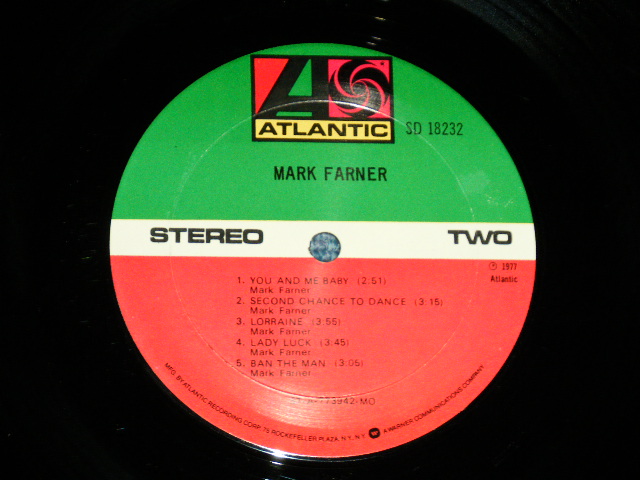 ATLANTIC
SD 18232
MARK FARNER
STEREO
TWO
℗ 1977
Atlantic
1. YOU AND ME BABY (2:51)
Mark Farner
2. SECOND CHANCE TO DANCE (3:15)
Mark Farner
3. LORRAINE (3:55)
Mark Farner
4. LADY LUCK (3:45)
Mark Farner
5. BAN THE MAN (3:05)
Mark Farner
773942-MO
MFG. BY ATLANTIC RECORDING CORP. 75 ROCKEFELLER PLAZA, N.Y., N.Y.
A WARNER COMMUNICATIONS COMPANY